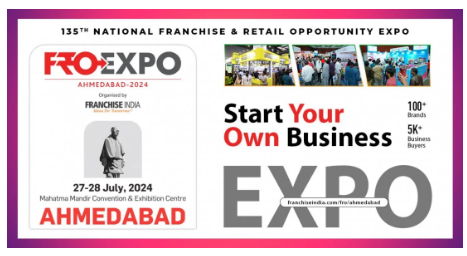 135TH NATIONAL FRANCHISE & RETAIL OPPORTUNITY EXPO
FRO EXPO
AHMEDABAD-2024
Organised by
FRANCHISE INDIA
27-28 July, 2024
Mahatma Mandir Convention & Exhibition Centre
AHMEDABAD
Start Your
Own Business
100+
Brands
5K+
Business
Buyers
EXPO
franchiseindia.com/fro/ahmedabad